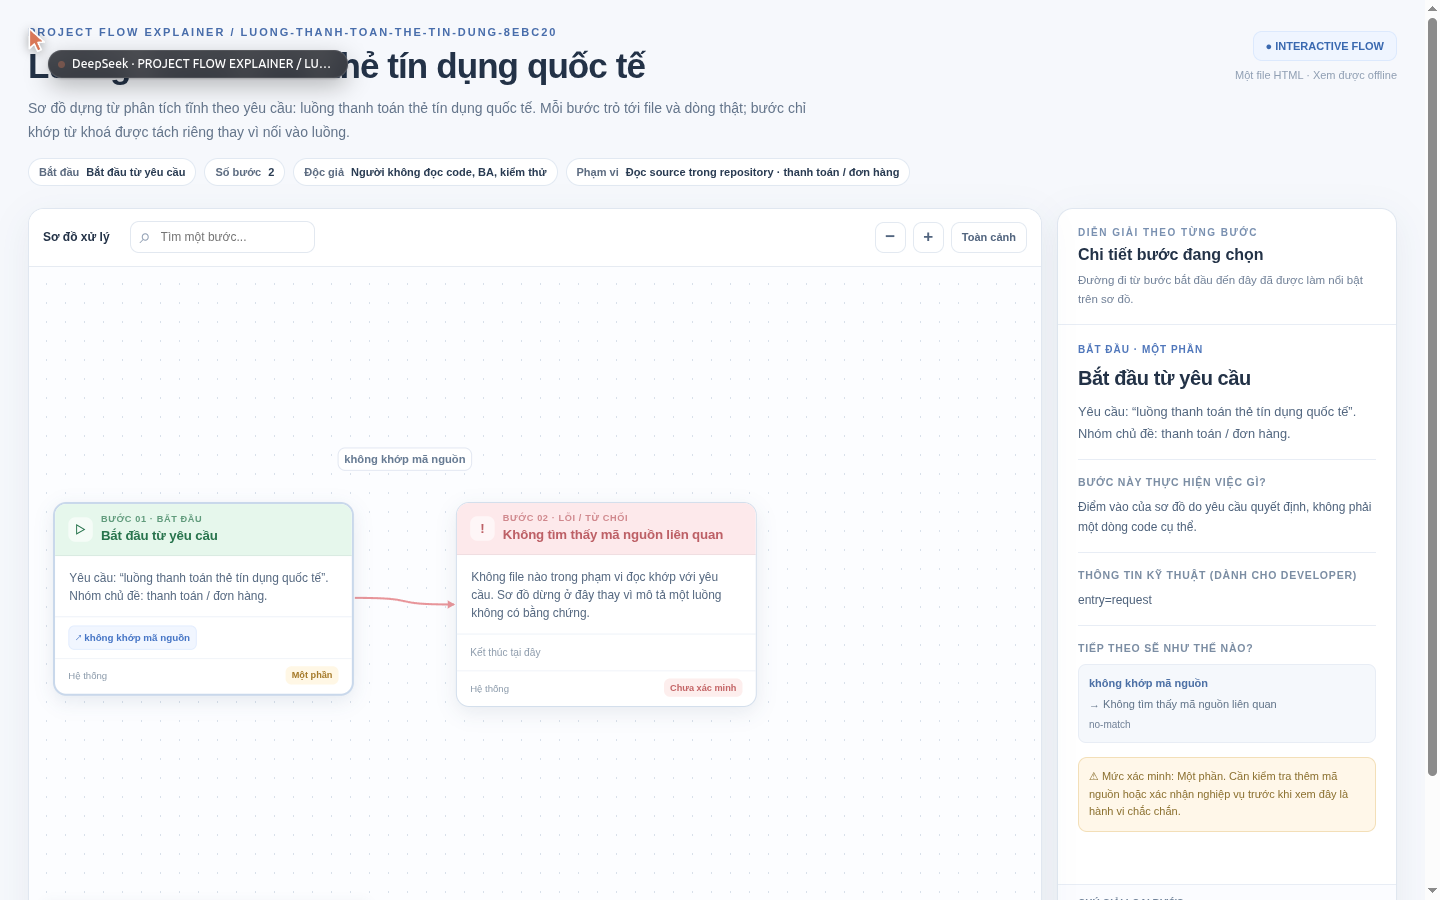 PROJECT FLOW EXPLAINER / LUONG-THANH-TOAN-THE-TIN-DUNG-8EBC20
DeepSeek · PROJECT FLOW EXPLAINER / LU...
thẻ tín dụng quốc tế
Sơ đồ dựng từ phân tích tĩnh theo yêu cầu: luồng thanh toán thẻ tín dụng quốc tế. Mỗi bước trỏ tới file và dòng thật; bước chỉ
khớp từ khoá được tách riêng thay vì nối vào luồng.
● INTERACTIVE FLOW
Một file HTML · Xem được offline
Bắt đầu Bắt đầu từ yêu cầu
Số bước 2
Độc giả Người không đọc code, BA, kiểm thử
Phạm vi Đọc source trong repository · thanh toán / đơn hàng
Sơ đồ xử lý
Tìm một bước...
− + Toàn cảnh
không khớp mã nguồn
BƯỚC 01 · BẮT ĐẦU
Bắt đầu từ yêu cầu
Yêu cầu: “luồng thanh toán thẻ tín dụng quốc tế”.
Nhóm chủ đề: thanh toán / đơn hàng.
↗ không khớp mã nguồn
Hệ thống
Một phần
!
BƯỚC 02 · LỖI / TỪ CHỐI
Không tìm thấy mã nguồn liên quan
Không file nào trong phạm vi đọc khớp với yêu
cầu. Sơ đồ dừng ở đây thay vì mô tả một luồng
không có bằng chứng.
Kết thúc tại đây
Hệ thống
Chưa xác minh
DIỄN GIẢI THEO TỪNG BƯỚC
Chi tiết bước đang chọn
Đường đi từ bước bắt đầu đến đây đã được làm nổi bật
trên sơ đồ.
BẮT ĐẦU · MỘT PHẦN
Bắt đầu từ yêu cầu
Yêu cầu: “luồng thanh toán thẻ tín dụng quốc tế”.
Nhóm chủ đề: thanh toán / đơn hàng.
BƯỚC NÀY THỰC HIỆN VIỆC GÌ?
Điểm vào của sơ đồ do yêu cầu quyết định, không phải
một dòng code cụ thể.
THÔNG TIN KỸ THUẬT (DÀNH CHO DEVELOPER)
entry=request
TIẾP THEO SẼ NHƯ THẾ NÀO?
không khớp mã nguồn
→ Không tìm thấy mã nguồn liên quan
no-match
⚠ Mức xác minh: Một phần. Cần kiểm tra thêm mã
nguồn hoặc xác nhận nghiệp vụ trước khi xem đây là
hành vi chắc chắn.